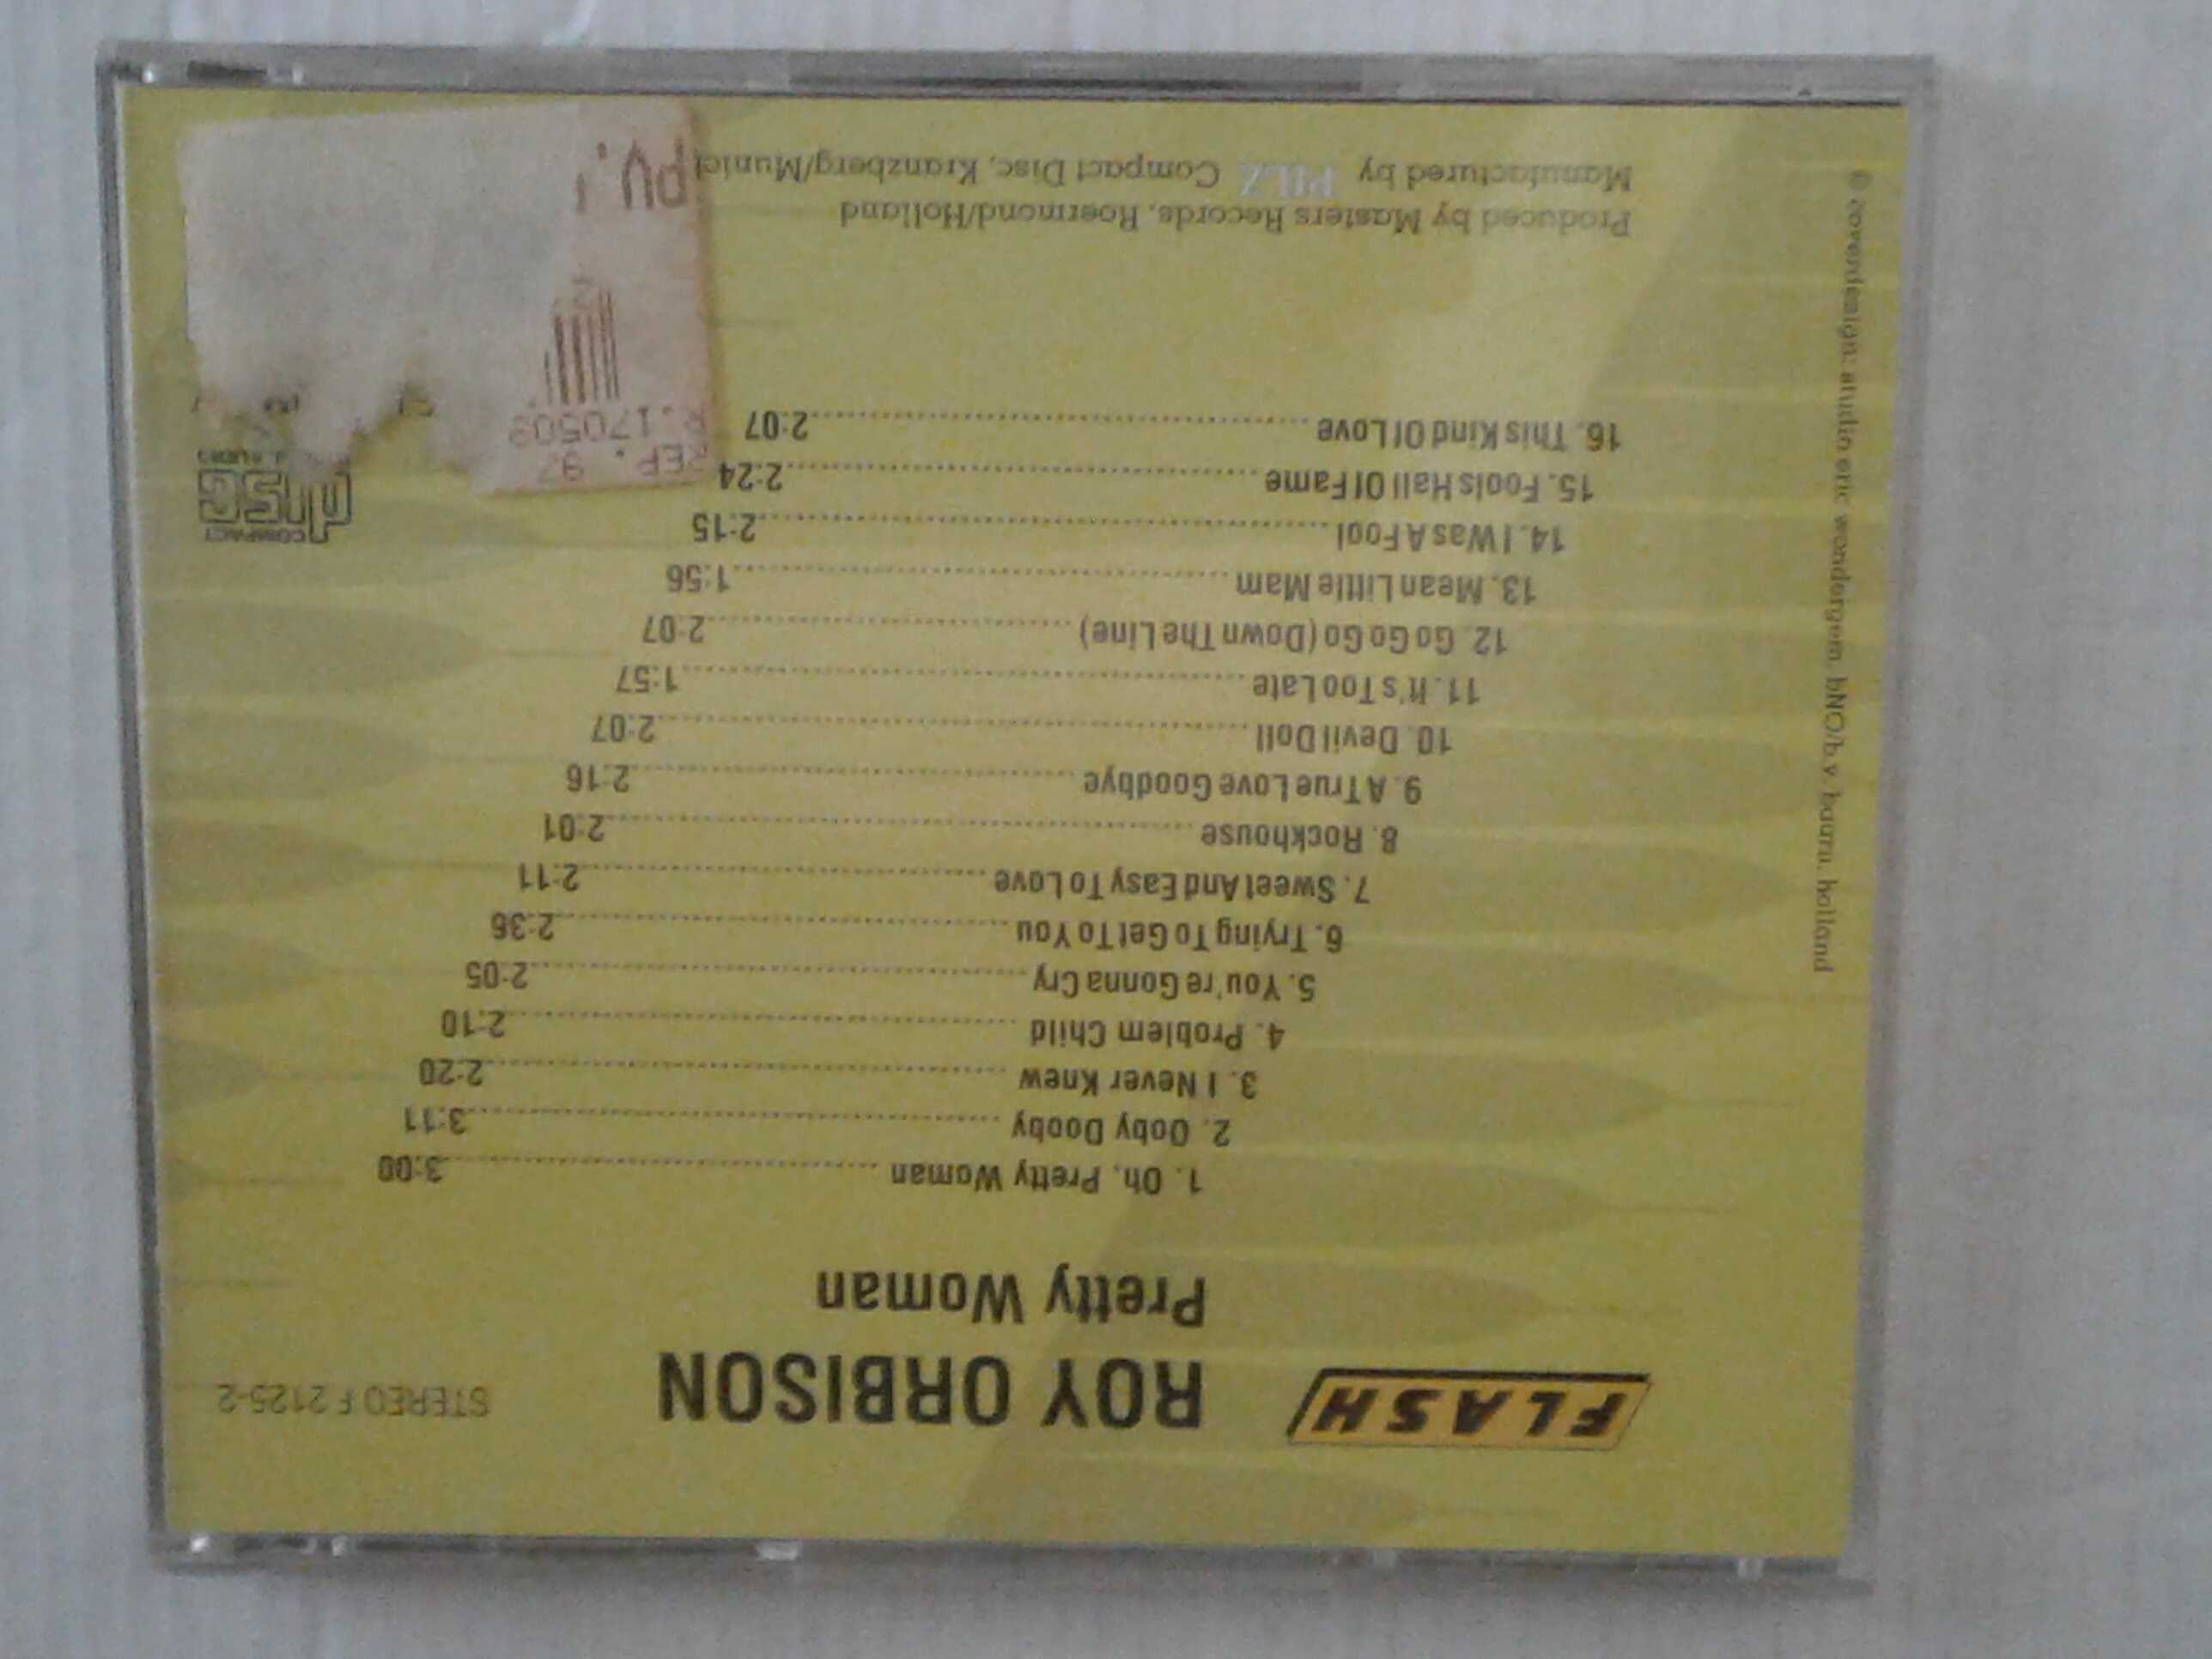 FLASH
ROY ORBISON
STEREO F 2125-2
Pretty Woman
1. Oh, Pretty Woman 3:00
2. Ooby Dooby 3:11
3. I Never Knew 2:20
4. Problem Child 2:10
5. You're Gonna Cry 2:05
6. Trying To Get To You 2:36
7. Sweet And Easy To Love 2:11
8. Rockhouse 2:01
9. A True Love Goodbye 2:16
10. Devil Doll 2:07
11. It's Too Late 1:57
12. Go Go Go (Down The Line) 2:07
13. Mean Little Mam 1:56
14. I Was A Fool 2:15
15. Fools Hall Of Fame 2:24
16. This Kind Of Love 2:07
COMPACT
disc
REF. 97
R.170503
PV.
Produced by Masters Records, Roermond/Holland
Manufactured by PILZ Compact Disc, Kranzberg/Munich
© coverdesign: studio eric wondergem bNO/b.v. baarn. holland